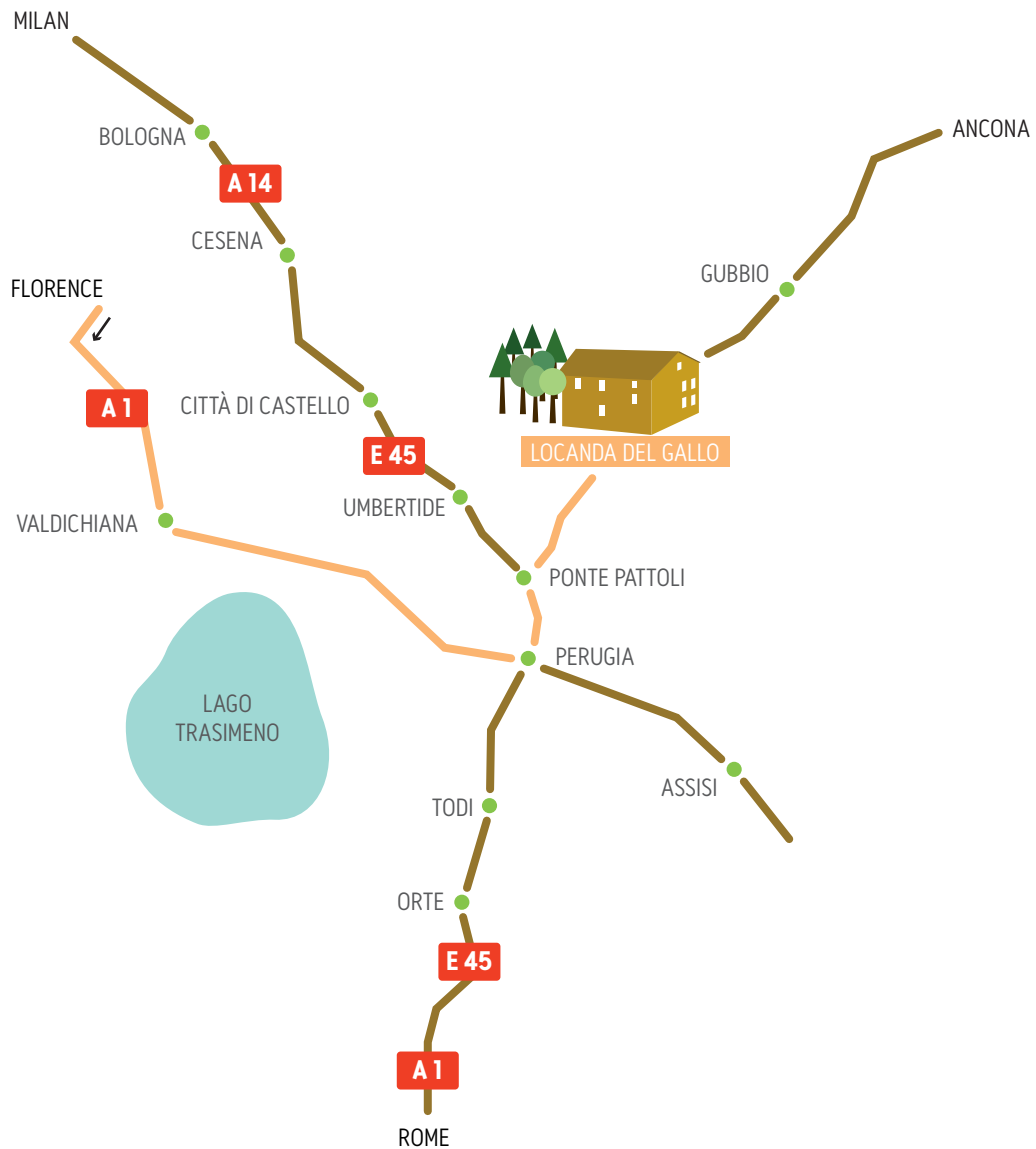 MILAN
ANCONA
BOLOGNA
A 14
CESENA
GUBBIO
FLORENCE
A 1
CITTÀ DI CASTELLO
E 45
LOCANDA DEL GALLO
UMBERTIDE
VALDICHIANA
PONTE PATTOLI
PERUGIA
LAGO
TRASIMENO
ASSISI
TODI
ORTE
E 45
A 1
ROME